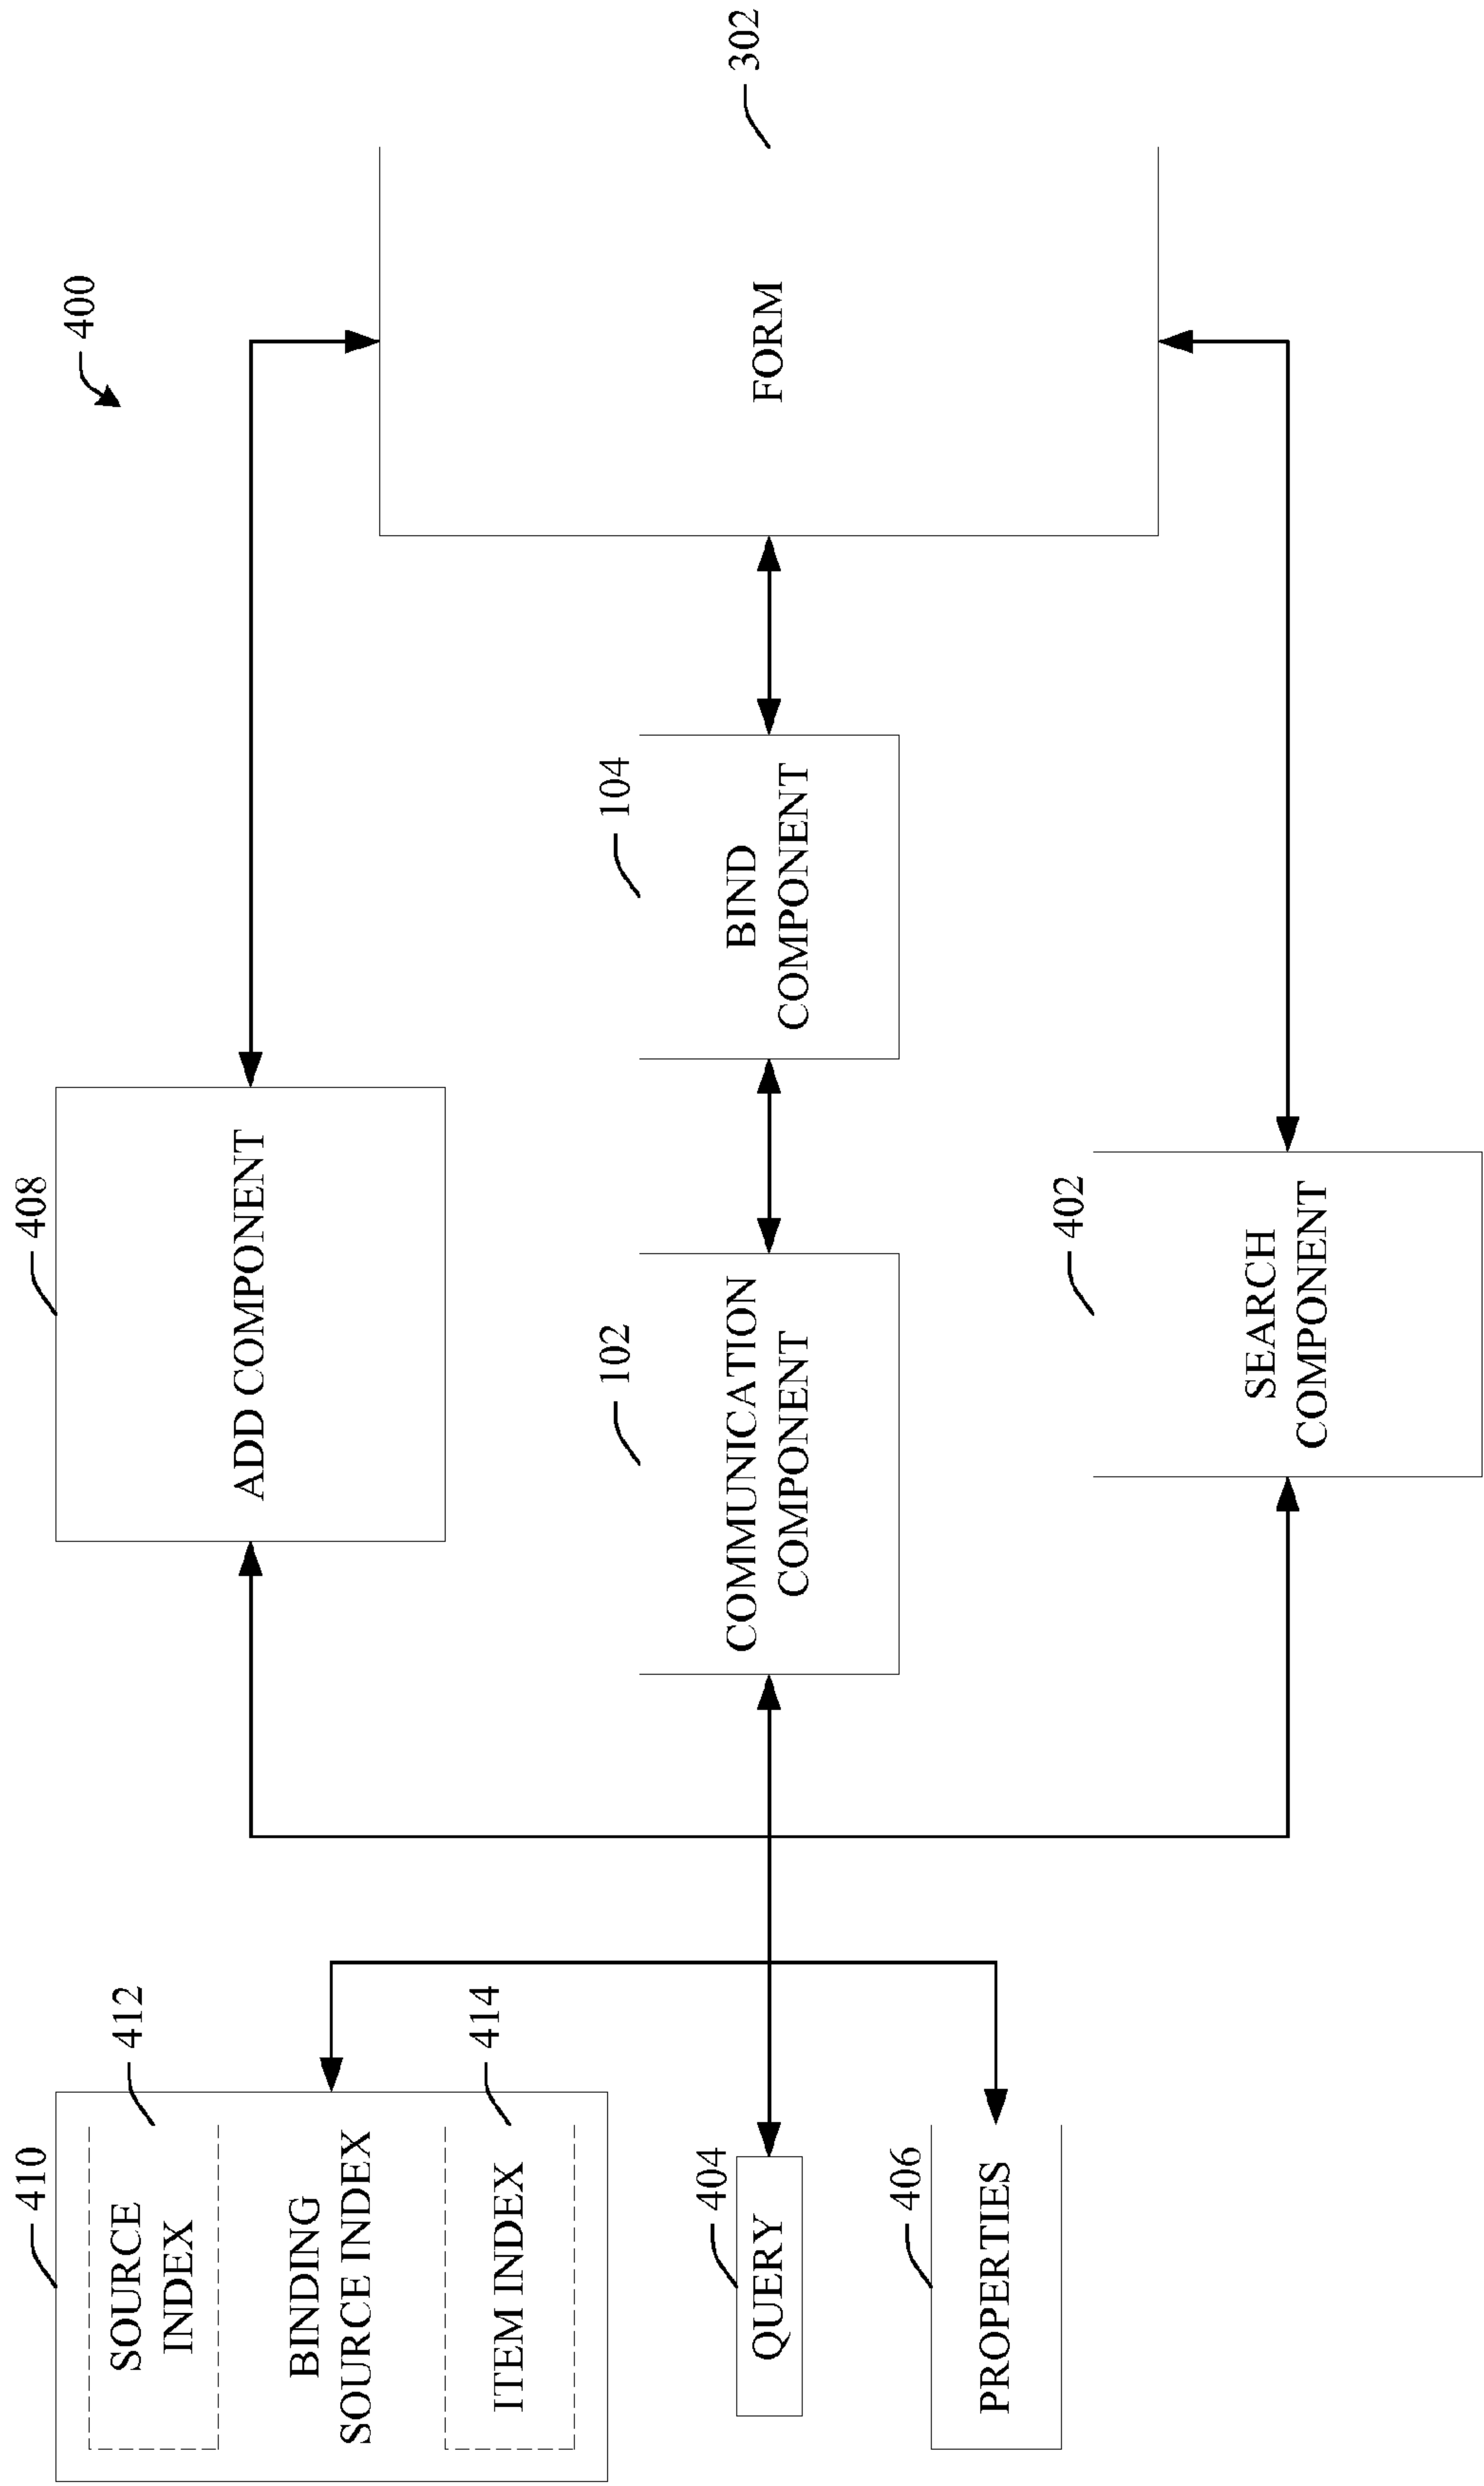 400
408
ADD COMPONENT
410
SOURCE
INDEX
412
BINDING
SOURCE INDEX
ITEM INDEX
414
102
COMMUNICATION
COMPONENT
104
BIND
COMPONENT
FORM
302
404
QUERY
406
PROPERTIES
402
SEARCH
COMPONENT